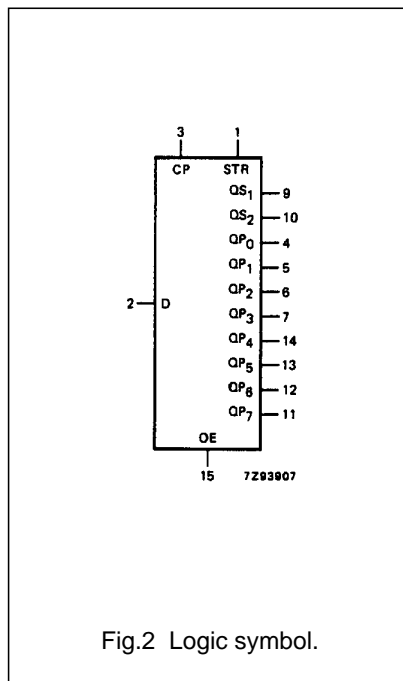 3 1
CP STR
QS1 9
QS2 10
QP0 4
QP1 5
QP2 6
2 D QP3 7
QP4 14
QP5 13
QP6 12
QP7 11
OE
15 7Z93907
Fig.2 Logic symbol.